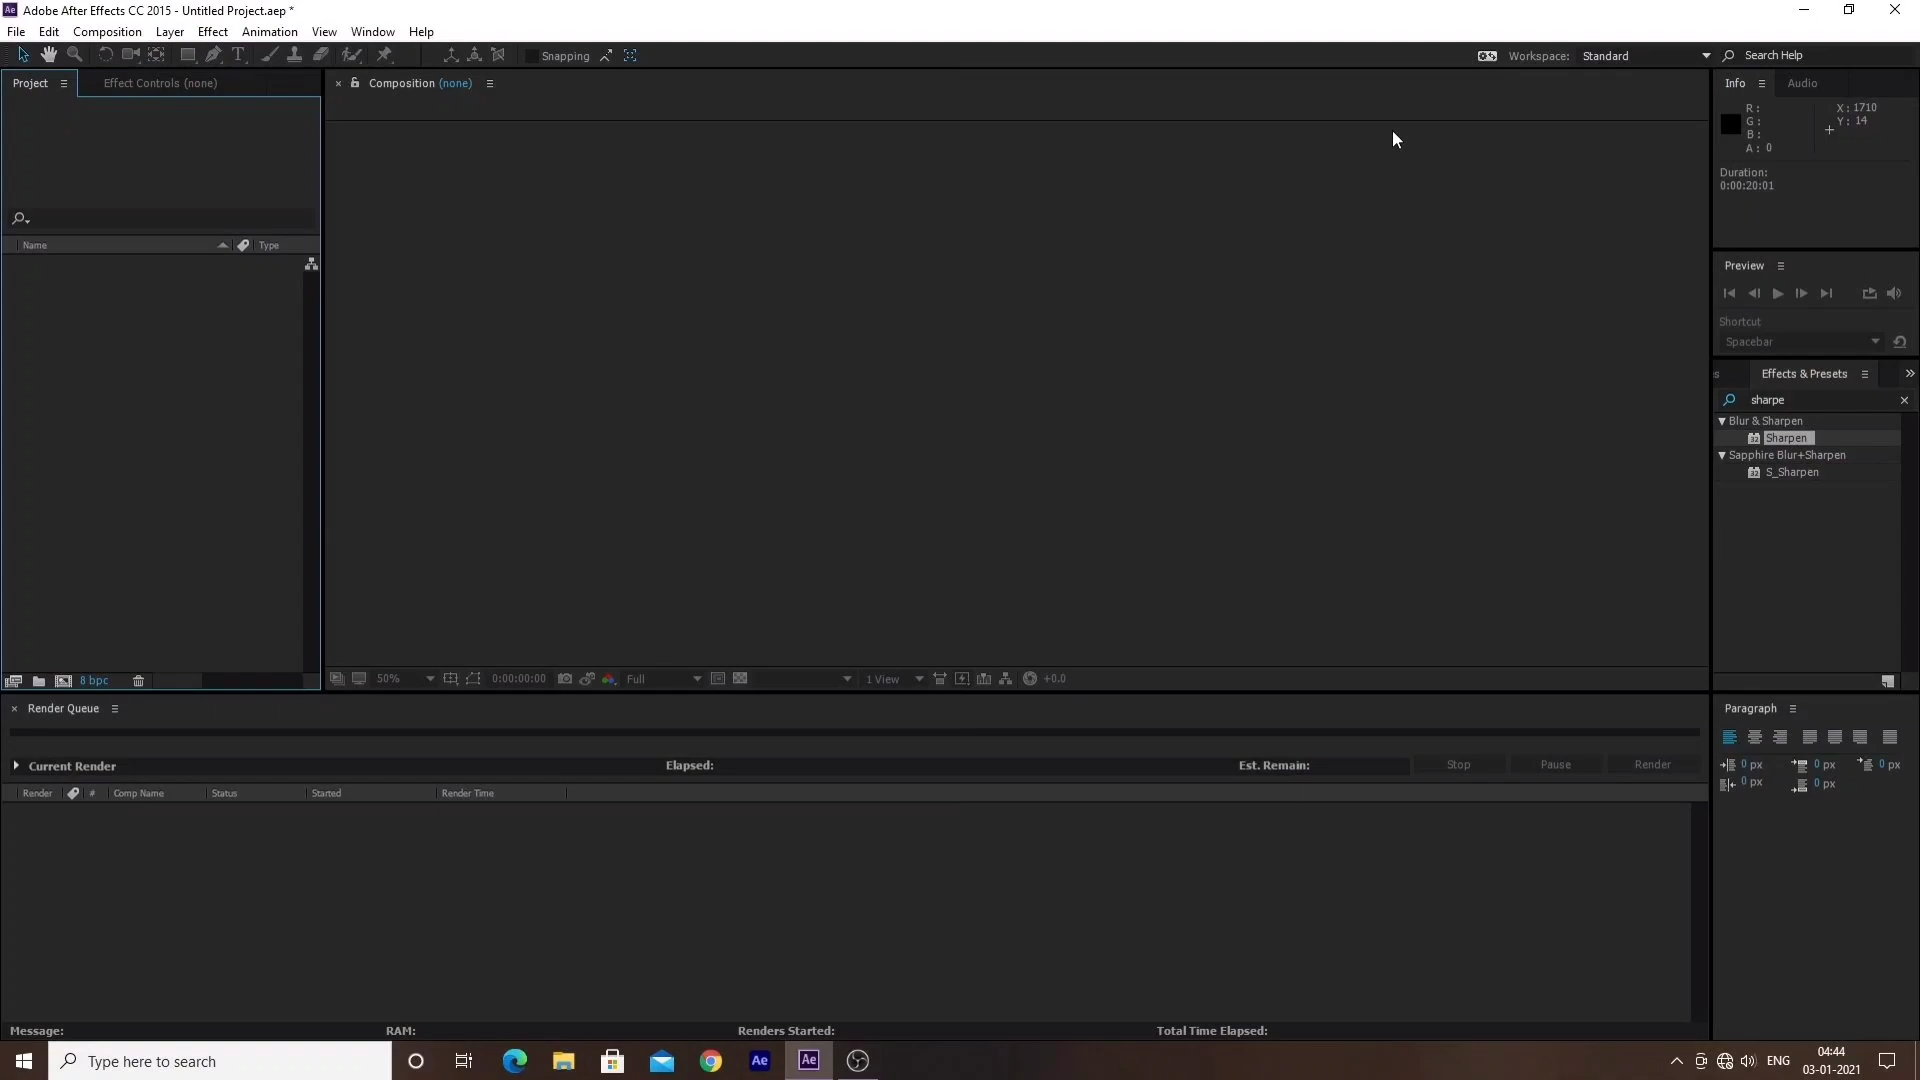 Ae Adobe After Effects CC 2015 - Untitled Project.aep *
File Edit Composition Layer Effect Animation View Window Help
Snapping Workspace: Standard Search Help
Project Effect Controls (none)
Composition (none)
Info Audio
R :
G :
B :
A : 0
X : 1710
Y : 14
Duration:
0:00:20:01
Name Type
Preview
Shortcut
Spacebar
Effects & Presets
sharpe
Blur & Sharpen
32 Sharpen
Sapphire Blur+Sharpen
32 S_Sharpen
8 bpc
50% 0:00:00:00 Full 1 View +0.0
Render Queue
Current Render Elapsed: Est. Remain: Stop Pause Render
Render # Comp Name Status Started Render Time
Paragraph
0 px 0 px 0 px
0 px 0 px
Message: RAM: Renders Started: Total Time Elapsed:
Type here to search Ae Ae ENG
04:44
03-01-2021